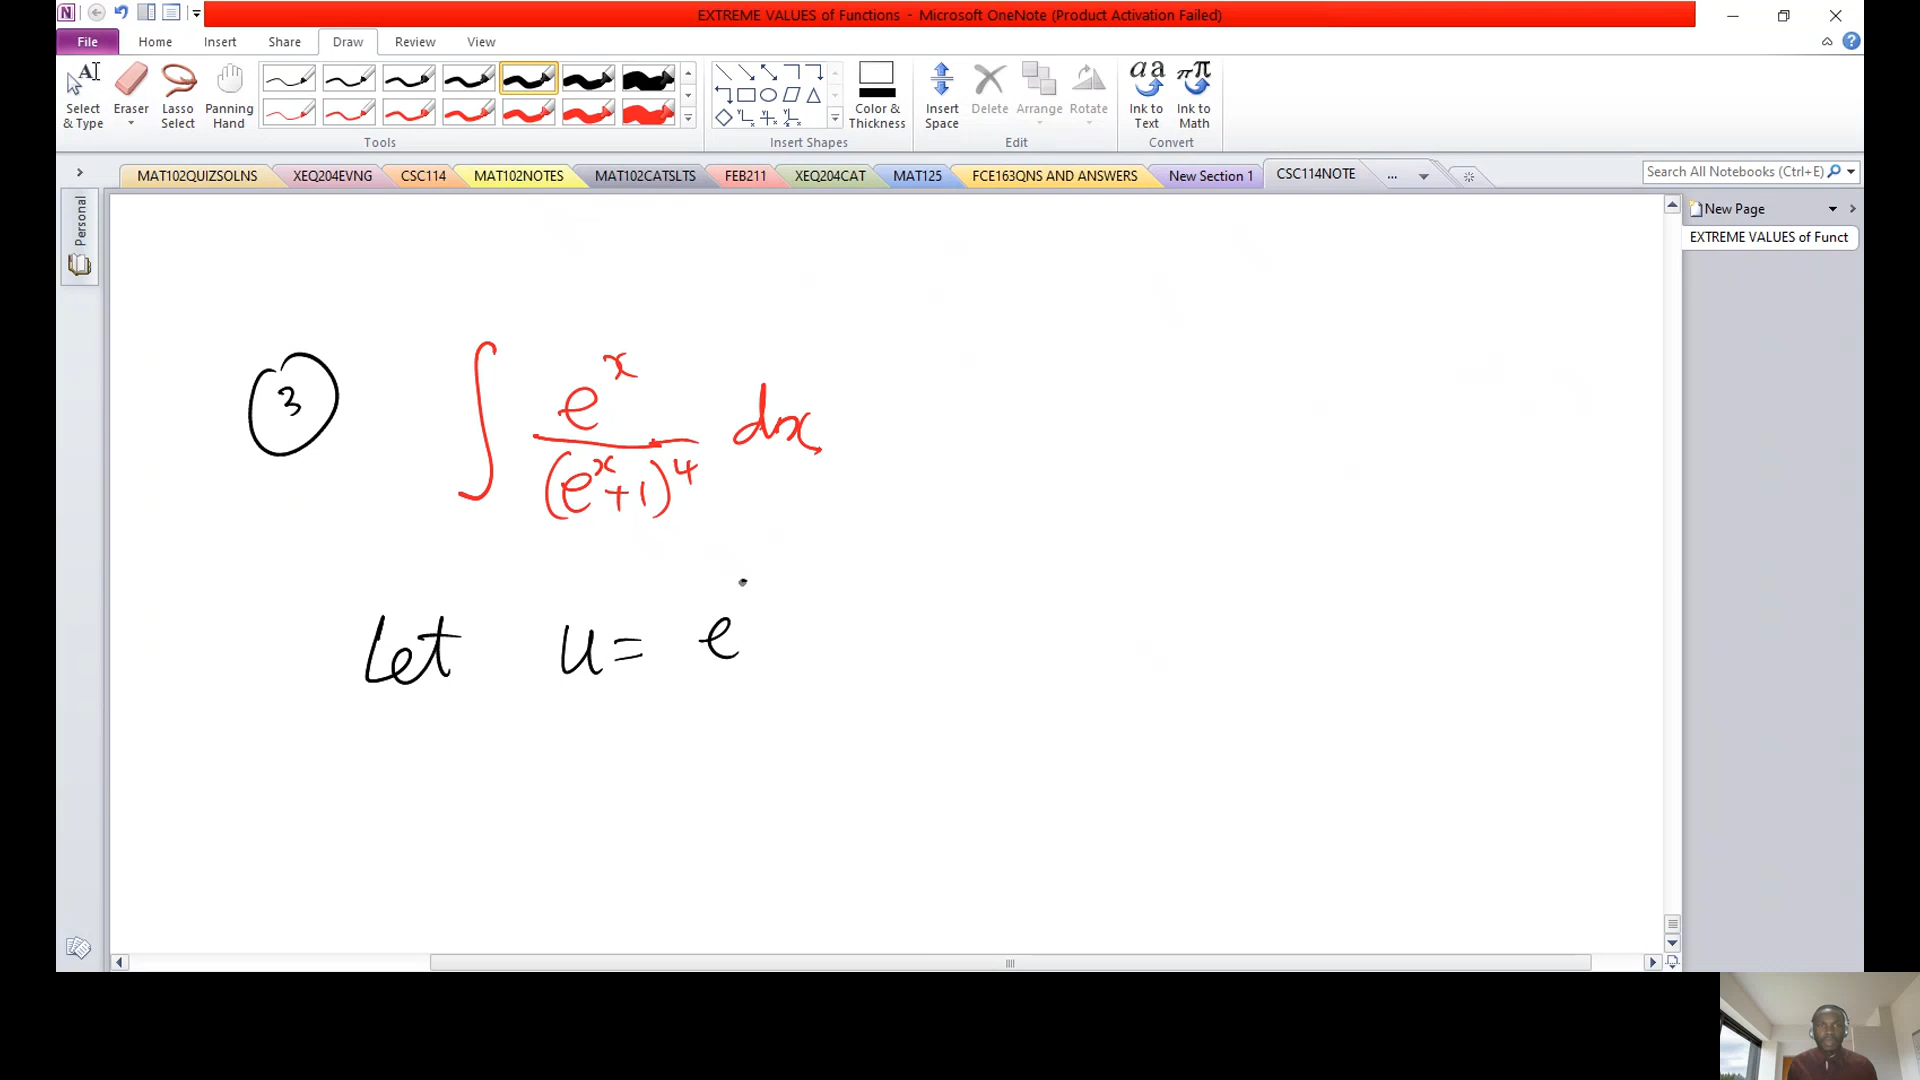 EXTREME VALUES of Functions - Microsoft OneNote (Product Activation Failed)
File Home Insert Share Draw Review View
Select & Type
Eraser
Lasso Select
Panning Hand
Color & Thickness
Insert Space
Delete
Arrange
Rotate
Ink to Text
Ink to Math
Tools
Insert Shapes
Edit
Convert
MAT102QUIZSOLNS XEQ204EVNG CSC114 MAT102NOTES MAT102CATSLTS FEB211 XEQ204CAT MAT125 FCE163QNS AND ANSWERS New Section 1 CSC114NOTE ...
Search All Notebooks (Ctrl+E)
Personal
New Page
EXTREME VALUES of Funct
3 ∫ e^x / (e^x+1)^4 dx
Let u= e